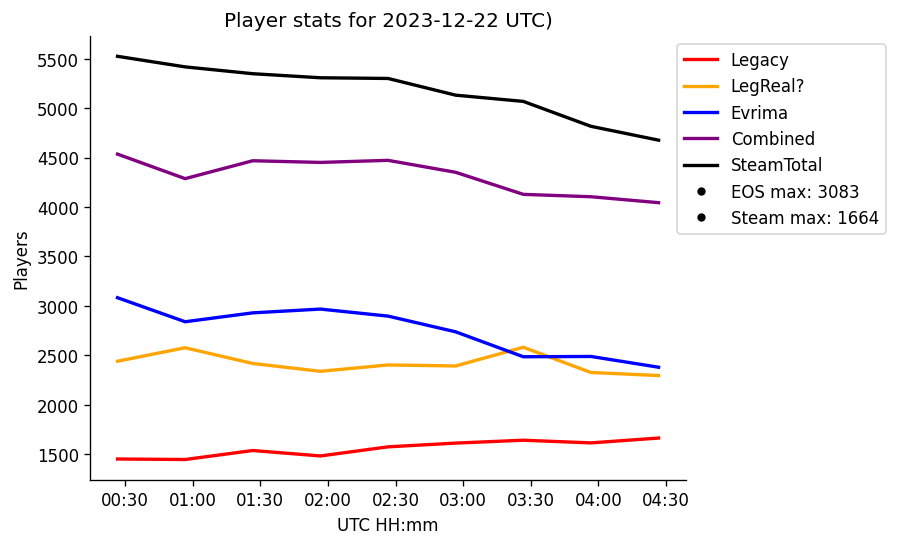 Player stats for 2023-12-22 UTC)
Players
5500
5000
4500
4000
3500
3000
2500
2000
1500
00:30 01:00 01:30 02:00 02:30 03:00 03:30 04:00 04:30
UTC HH:mm
Legacy
LegReal?
Evrima
Combined
SteamTotal
EOS max: 3083
Steam max: 1664